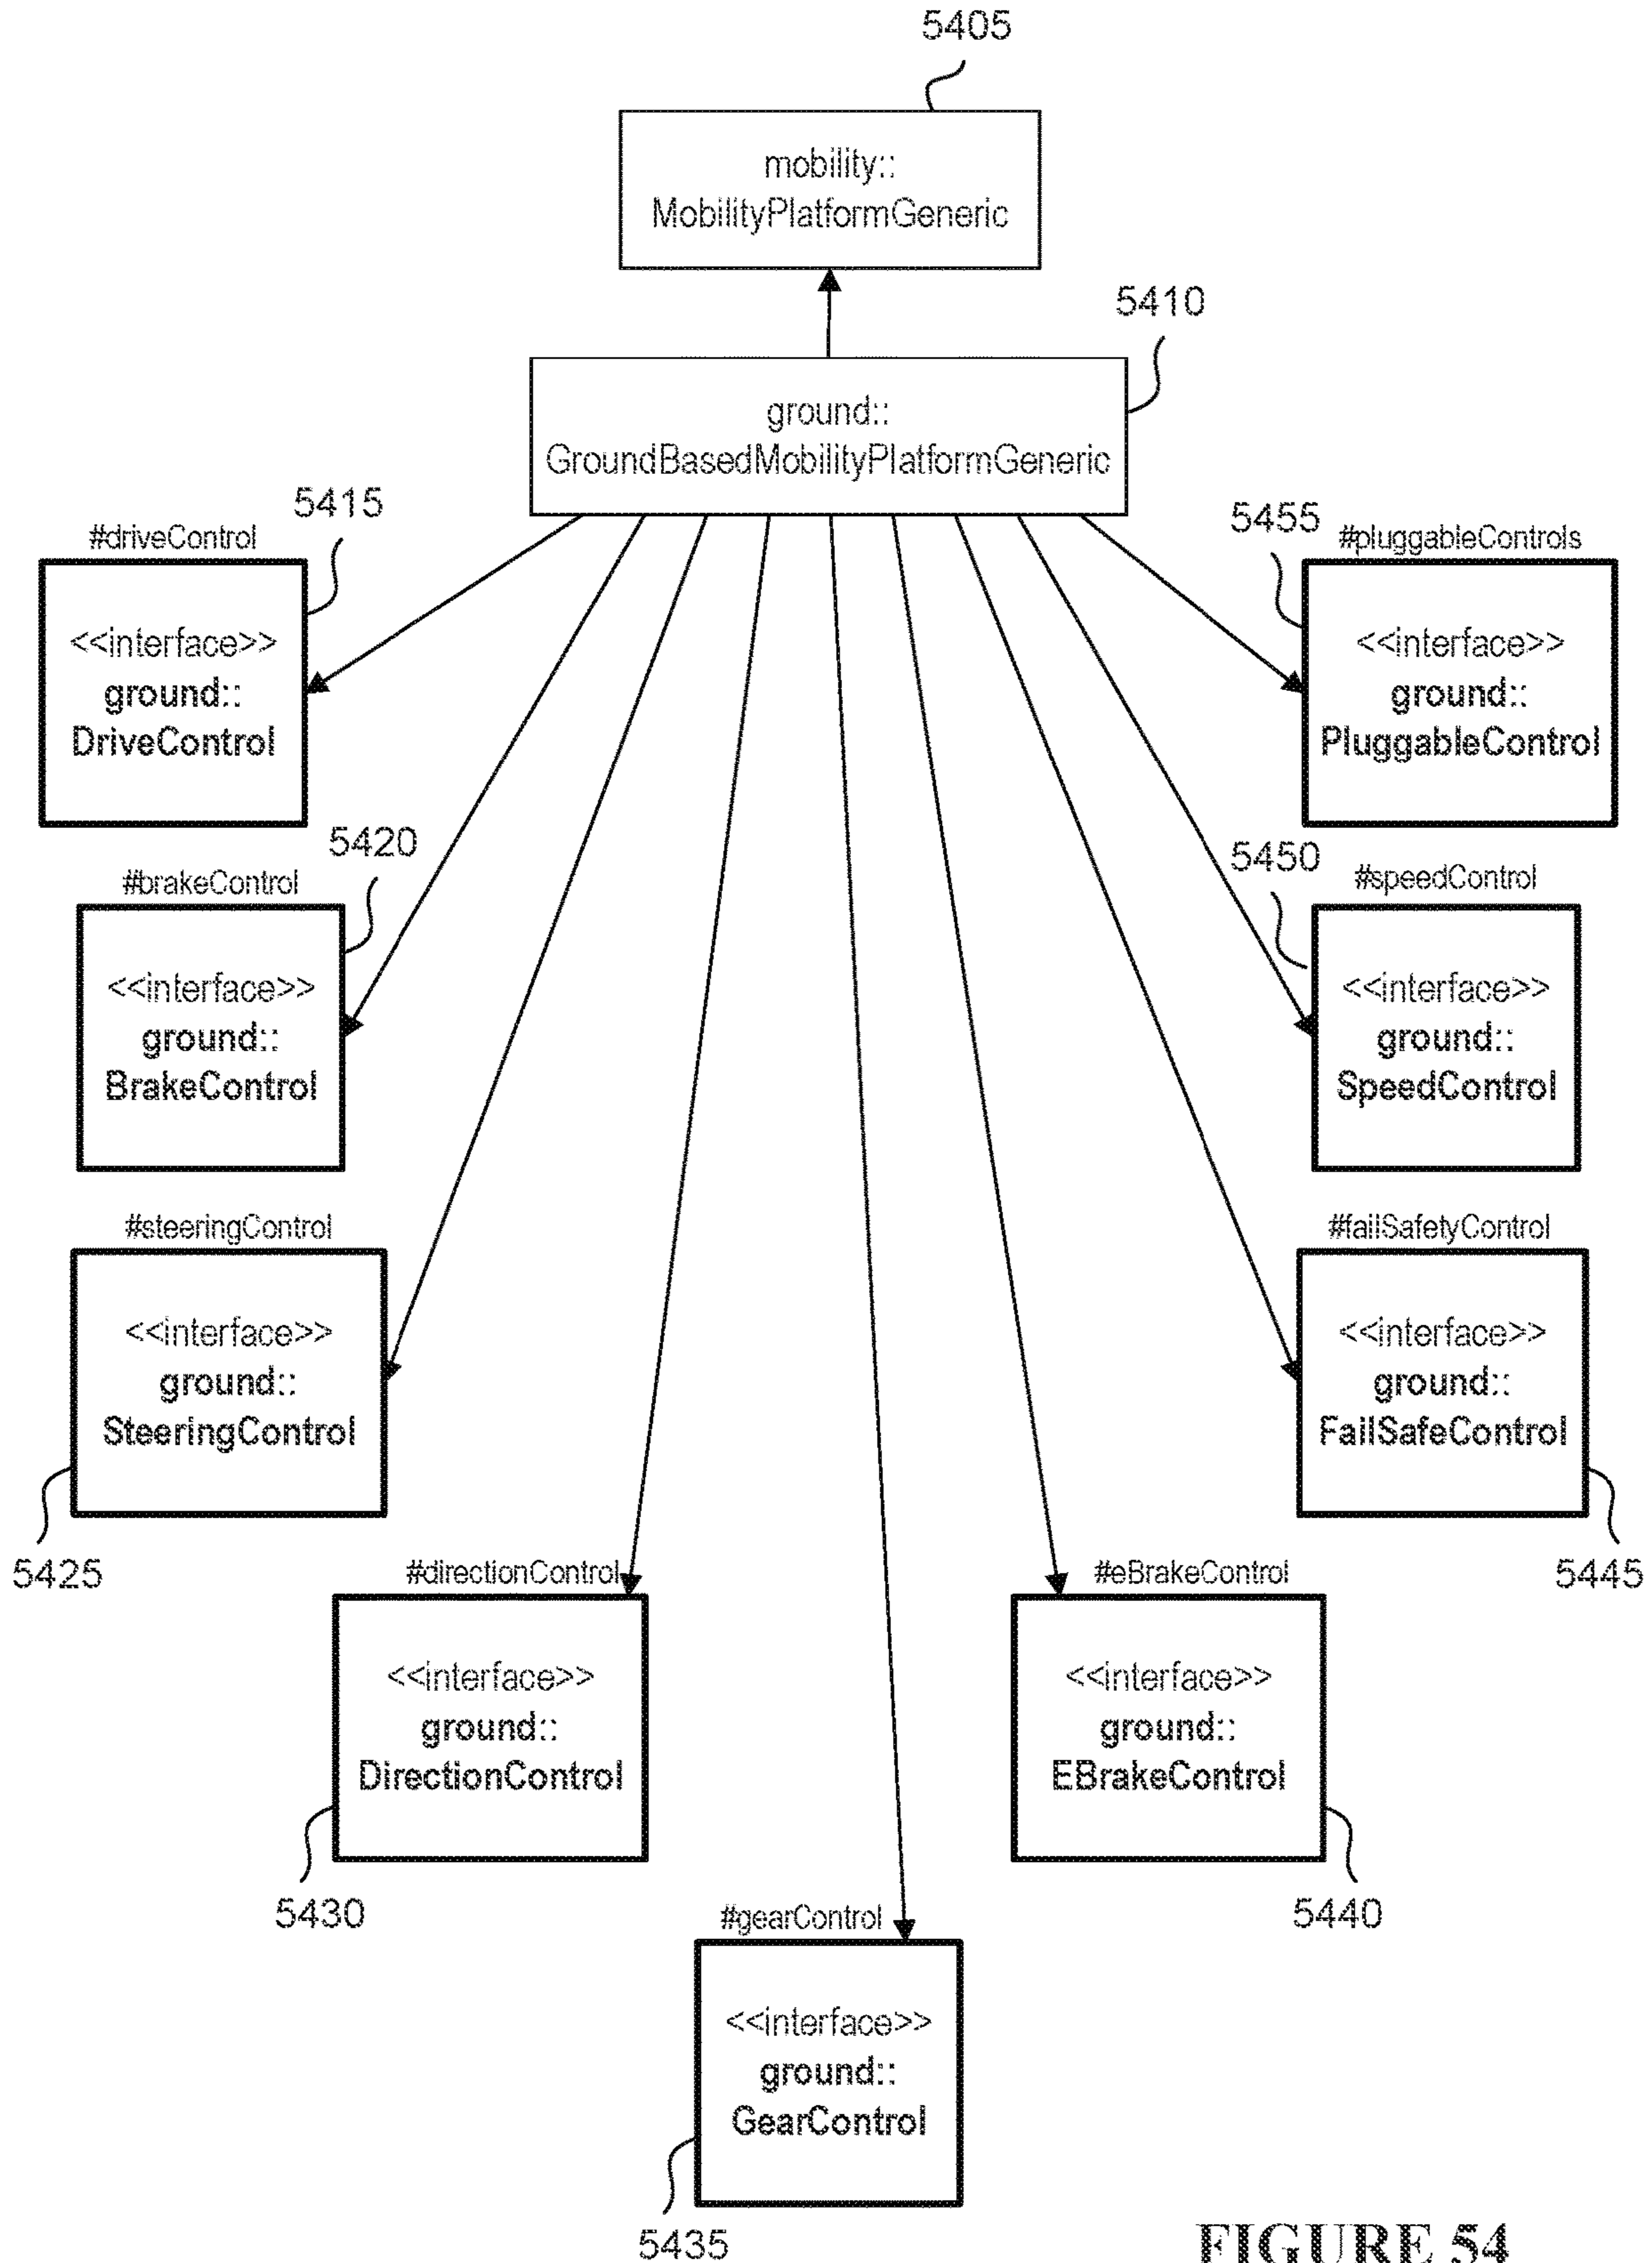 5405
mobility::
MobilityPlatformGeneric
5410
ground::
GroundBasedMobilityPlatformGeneric
5415
#driveControl
<<interface>>
ground::
DriveControl
5455
#pluggableControls
<<interface>>
ground::
PluggableControl
5420
#brakeControl
<<interface>>
ground::
BrakeControl
5450
#speedControl
<<interface>>
ground::
SpeedControl
#steeringControl
<<interface>>
ground::
SteeringControl
5425
#failSafetyControl
<<interface>>
ground::
FailSafeControl
5445
#directionControl
<<interface>>
ground::
DirectionControl
5430
#eBrakeControl
<<interface>>
ground::
EBrakeControl
5440
#gearControl
<<interface>>
ground::
GearControl
5435
FIGURE 54